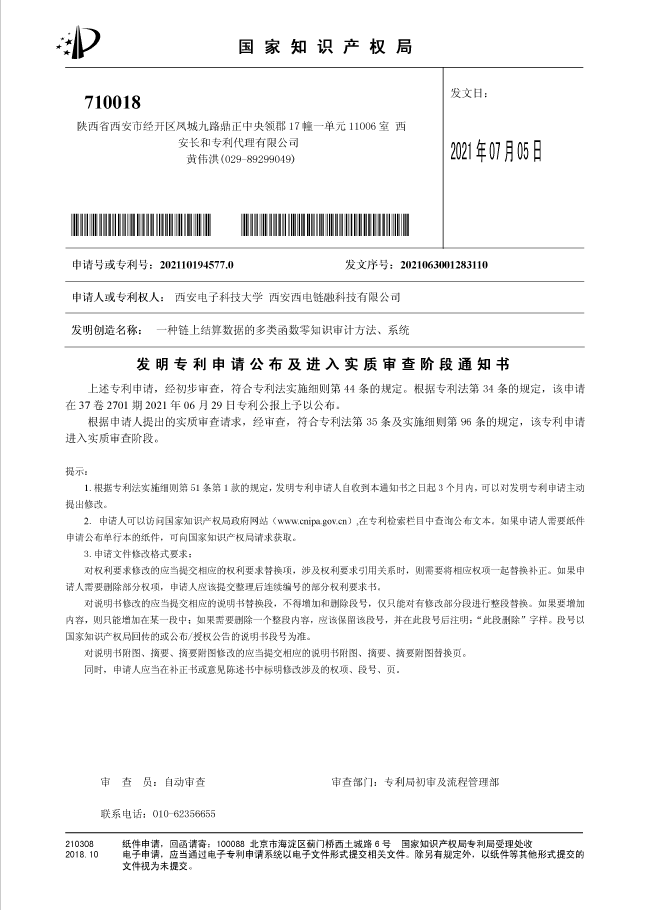 国家知识产权局
710018
陕西省西安市经开区凤城九路鼎正中央领郡17幢一单元11006室 西
安长和专利代理有限公司
黄伟洪(029-89299049)
发文日：
2021年07月05日
申请号或专利号：202110194577.0
发文序号：2021063001283110
申请人或专利权人： 西安电子科技大学 西安西电链融科技有限公司
发明创造名称： 一种链上结算数据的多类函数零知识审计方法、系统
发明专利申请公布及进入实质审查阶段通知书
上述专利申请，经初步审查，符合专利法实施细则第44条的规定。根据专利法第34条的规定，该申请
在37卷2701期2021年06月29日专利公报上予以公布。
根据申请人提出的实质审查请求，经审查，符合专利法第35条及实施细则第96条的规定，该专利申请
进入实质审查阶段。
提示：
1.根据专利法实施细则第51条第1款的规定，发明专利申请人自收到本通知书之日起3个月内，可以对发明专利申请主动
提出修改。
2. 申请人可以访问国家知识产权局政府网站（www.cnipa.gov.cn）,在专利检索栏目中查询公布文本。如果申请人需要纸件
申请公布单行本的纸件，可向国家知识产权局请求获取。
3.申请文件修改格式要求：
对权利要求修改的应当提交相应的权利要求替换项，涉及权利要求引用关系时，则需要将相应权项一起替换补正。如果申
请人需要删除部分权项，申请人应该提交整理后连续编号的部分权利要求书。
对说明书修改的应当提交相应的说明书替换段，不得增加和删除段号，仅只能对有修改部分段进行整段替换。如果要增加
内容，则只能增加在某一段中；如果需要删除一个整段内容，应该保留该段号，并在此段号后注明：“此段删除”字样。段号以
国家知识产权局回传的或公布/授权公告的说明书段号为准。
对说明书附图、摘要、摘要附图修改的应当提交相应的说明书附图、摘要、摘要附图替换页。
同时，申请人应当在补正书或意见陈述书中标明修改涉及的权项、段号、页。
审 查 员：自动审查
审查部门：专利局初审及流程管理部
联系电话：010-62356655
210308 纸件申请，回函请寄：100088 北京市海淀区蓟门桥西土城路6号 国家知识产权局专利局受理处收
2018.10 电子申请，应当通过电子专利申请系统以电子文件形式提交相关文件。除另有规定外，以纸件等其他形式提交的
文件视为未提交。